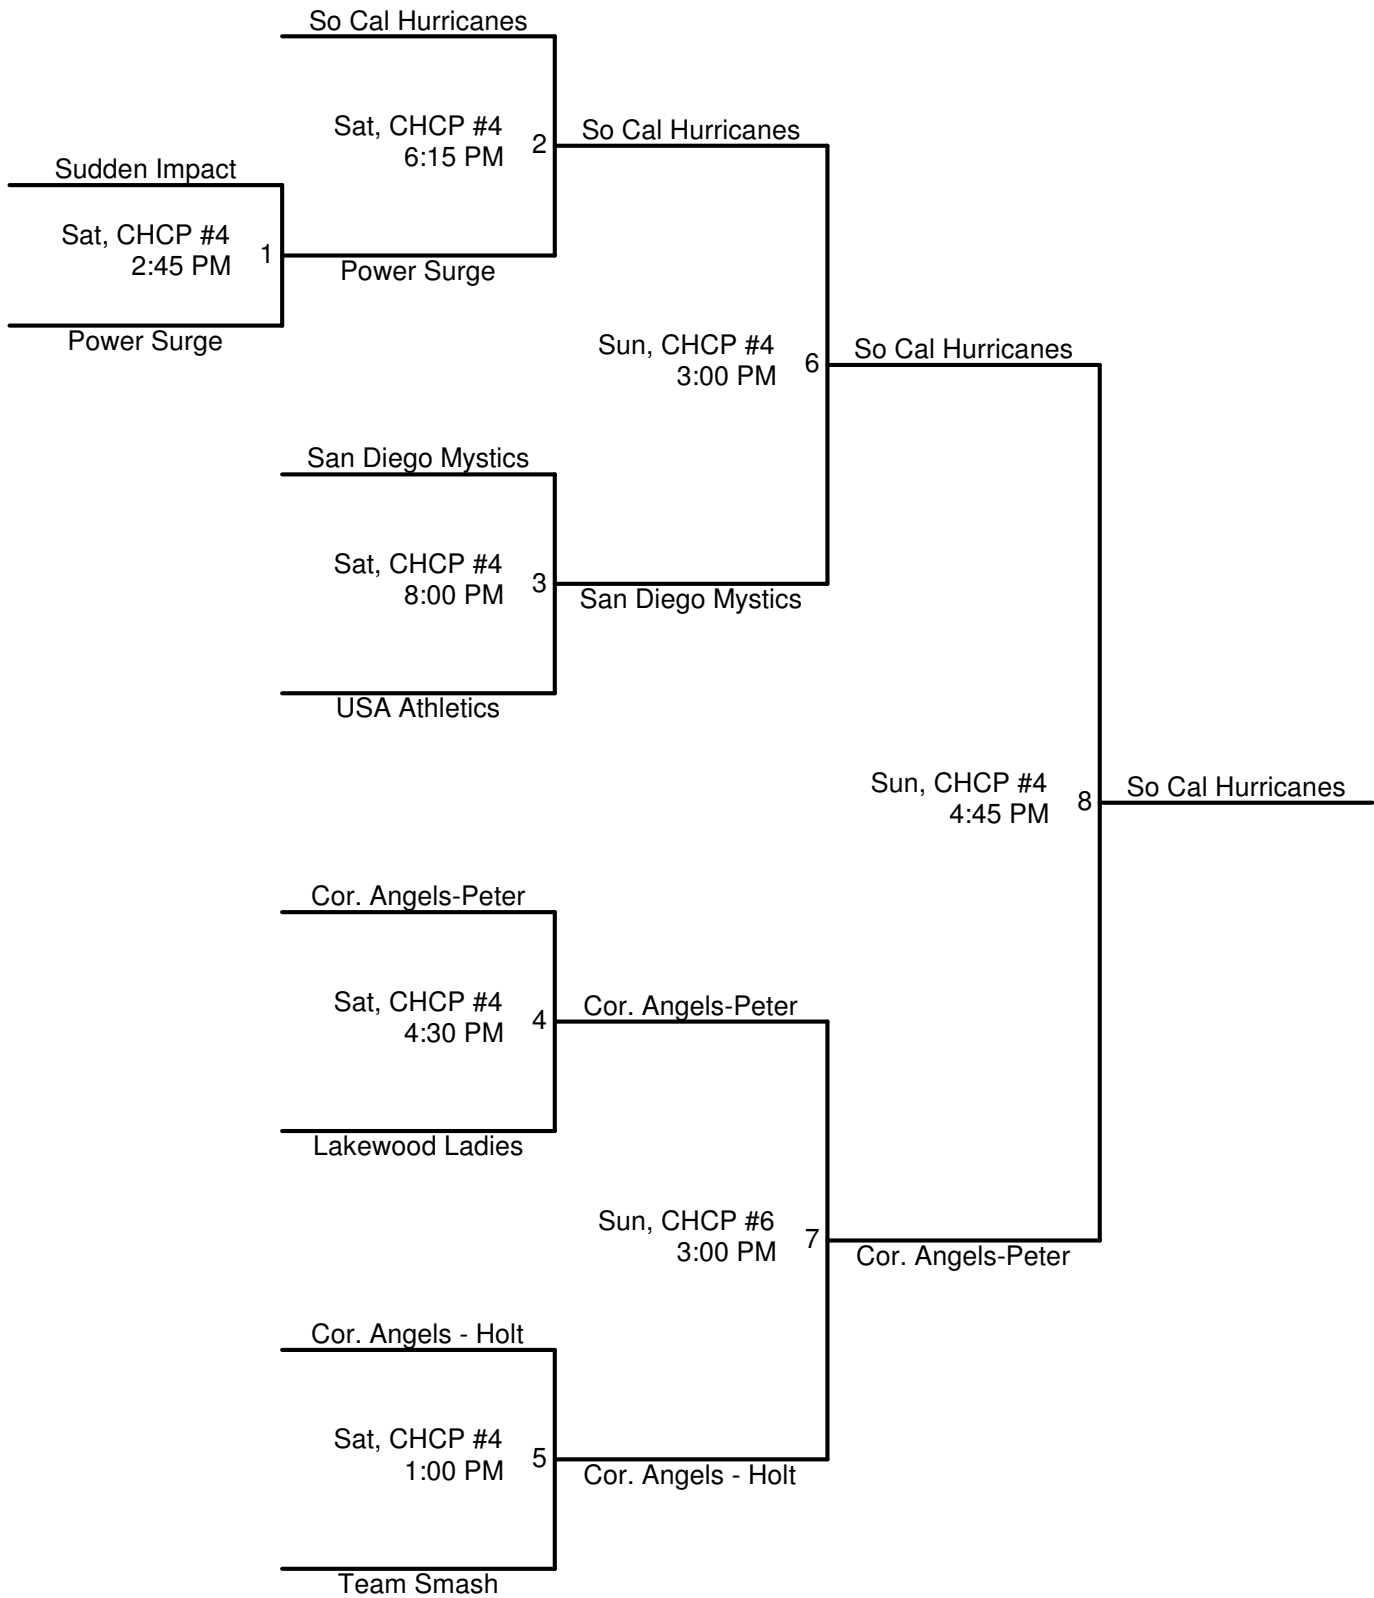 So Cal Hurricanes
Sat, CHCP #4
6:15 PM
2
So Cal Hurricanes
Sudden Impact
Sat, CHCP #4
2:45 PM
1
Power Surge
Power Surge
Sun, CHCP #4
3:00 PM
6
So Cal Hurricanes
San Diego Mystics
Sat, CHCP #4
8:00 PM
3
San Diego Mystics
USA Athletics
Sun, CHCP #4
4:45 PM
8
So Cal Hurricanes
Cor. Angels-Peter
Sat, CHCP #4
4:30 PM
4
Cor. Angels-Peter
Lakewood Ladies
Sun, CHCP #6
3:00 PM
7
Cor. Angels-Peter
Cor. Angels - Holt
Sat, CHCP #4
1:00 PM
5
Cor. Angels - Holt
Team Smash